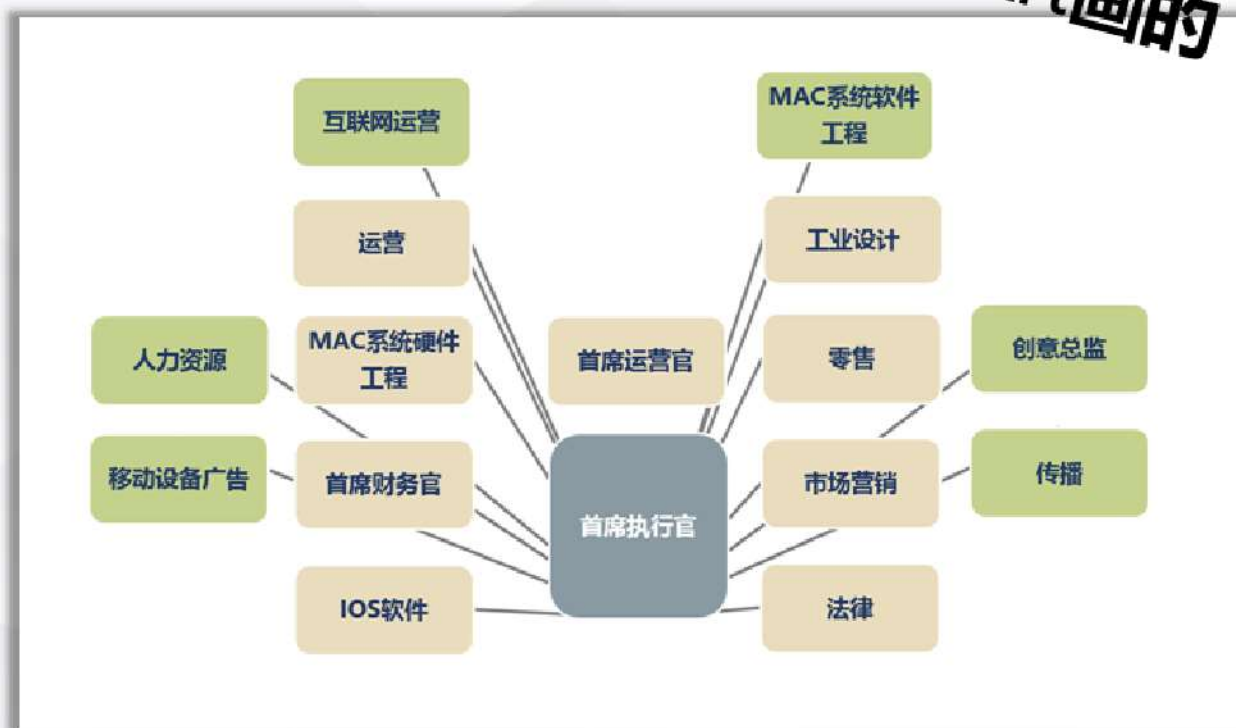 画的
互联网运营
MAC系统软件
工程
运营
工业设计
人力资源
MAC系统硬件
工程
首席运营官
零售
创意总监
移动设备广告
首席财务官
首席执行官
市场营销
传播
IOS软件
法律